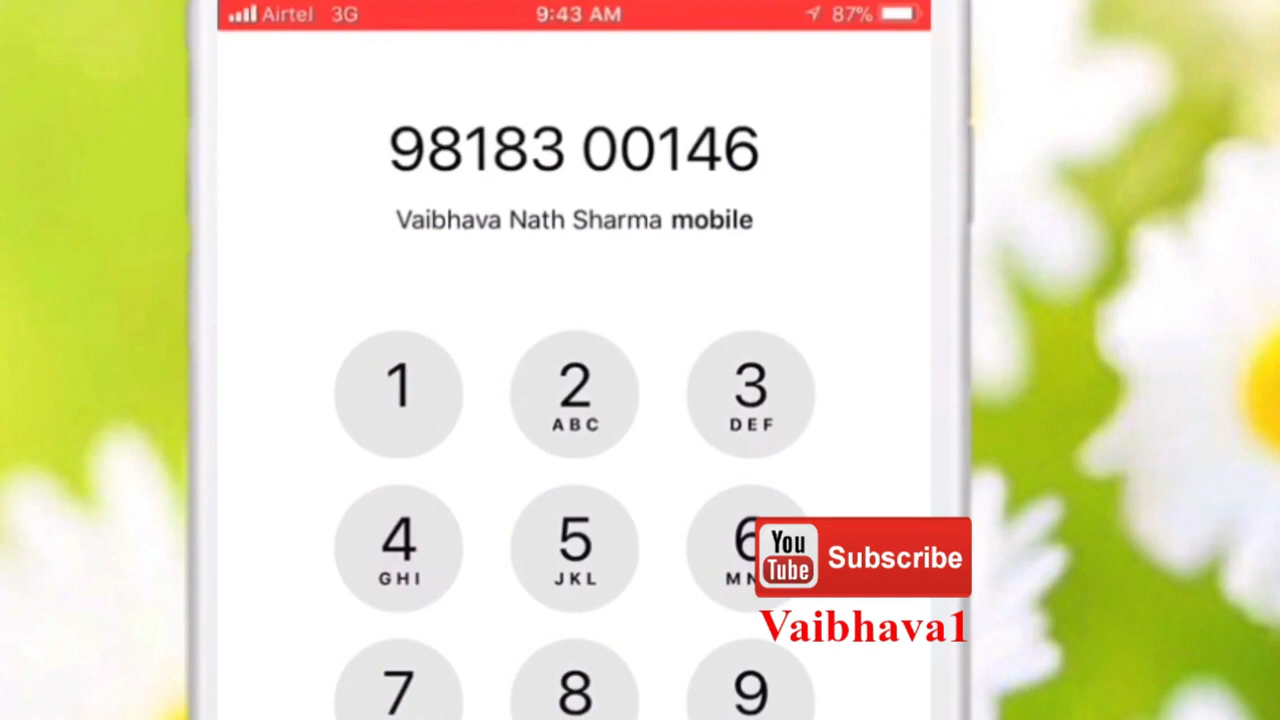 Airtel 3G 9:43 AM 87%
98183 00146
Vaibhava Nath Sharma mobile
1 2 3
ABC DEF
4 5 6
GHI JKL MN
You Tube Subscribe
Vaibhava1
7 8 9